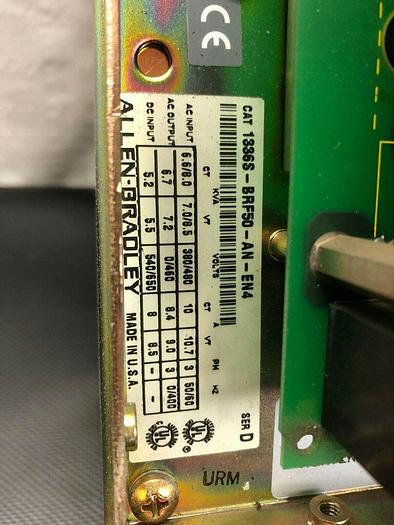 CE
CAT 1336S-BRF50-AN-EN4 SER D
KVA VOLTS A PH HZ
CT VT CT VT
AC INPUT 6.6/8.0 7.0/8.5 380/480 10 10.7 3 50/60
AC OUTPUT 6.7 7.2 0/460 8.4 9.0 3 0/400
DC INPUT 5.2 5.5 540/650 8 8.5 - -
ALLEN-BRADLEY MADE IN U.S.A.
UL
UL
URM